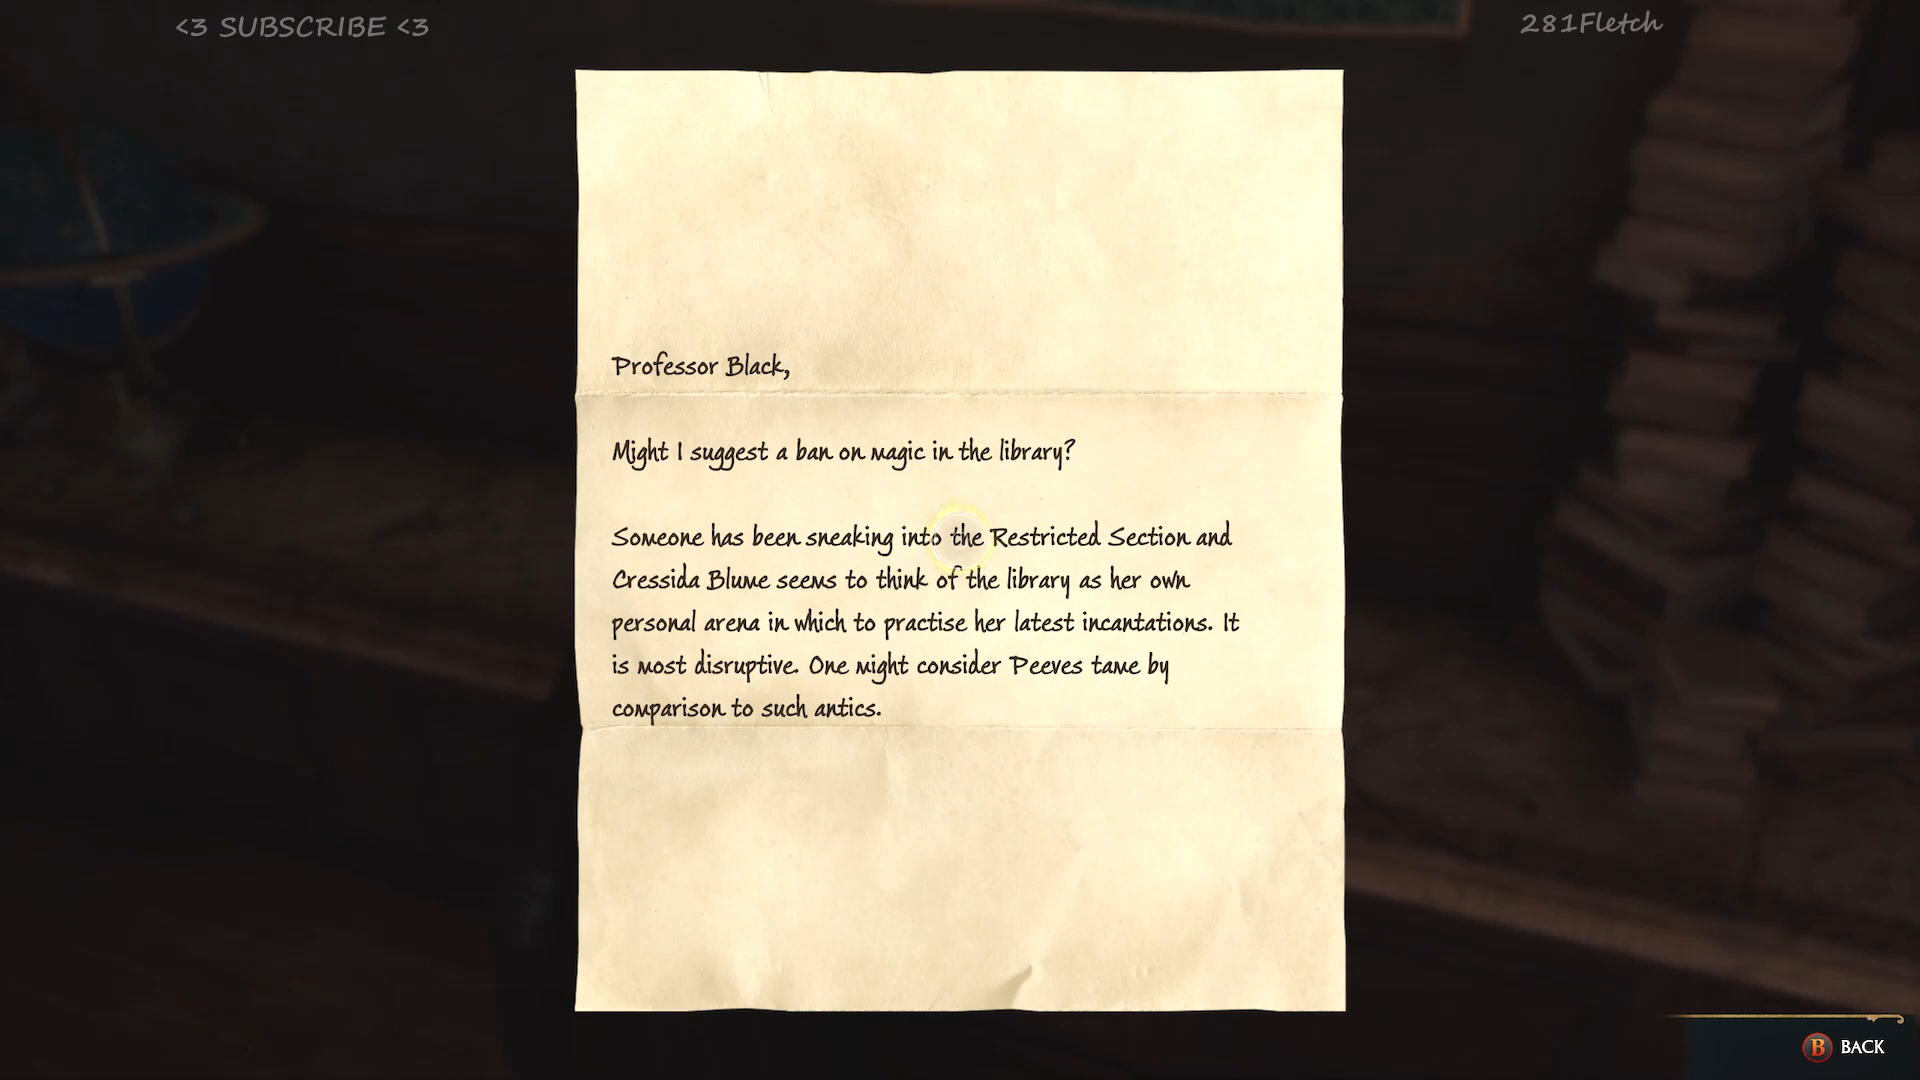 <3 SUBSCRIBE <3
281Fletch
Professor Black,
Might I suggest a ban on magic in the library?
Someone has been sneaking into the Restricted Section and
Cressida Blume seems to think of the library as her own
personal arena in which to practise her latest incantations. It
is most disruptive. One might consider Peeves tame by
comparison to such antics.
B BACK